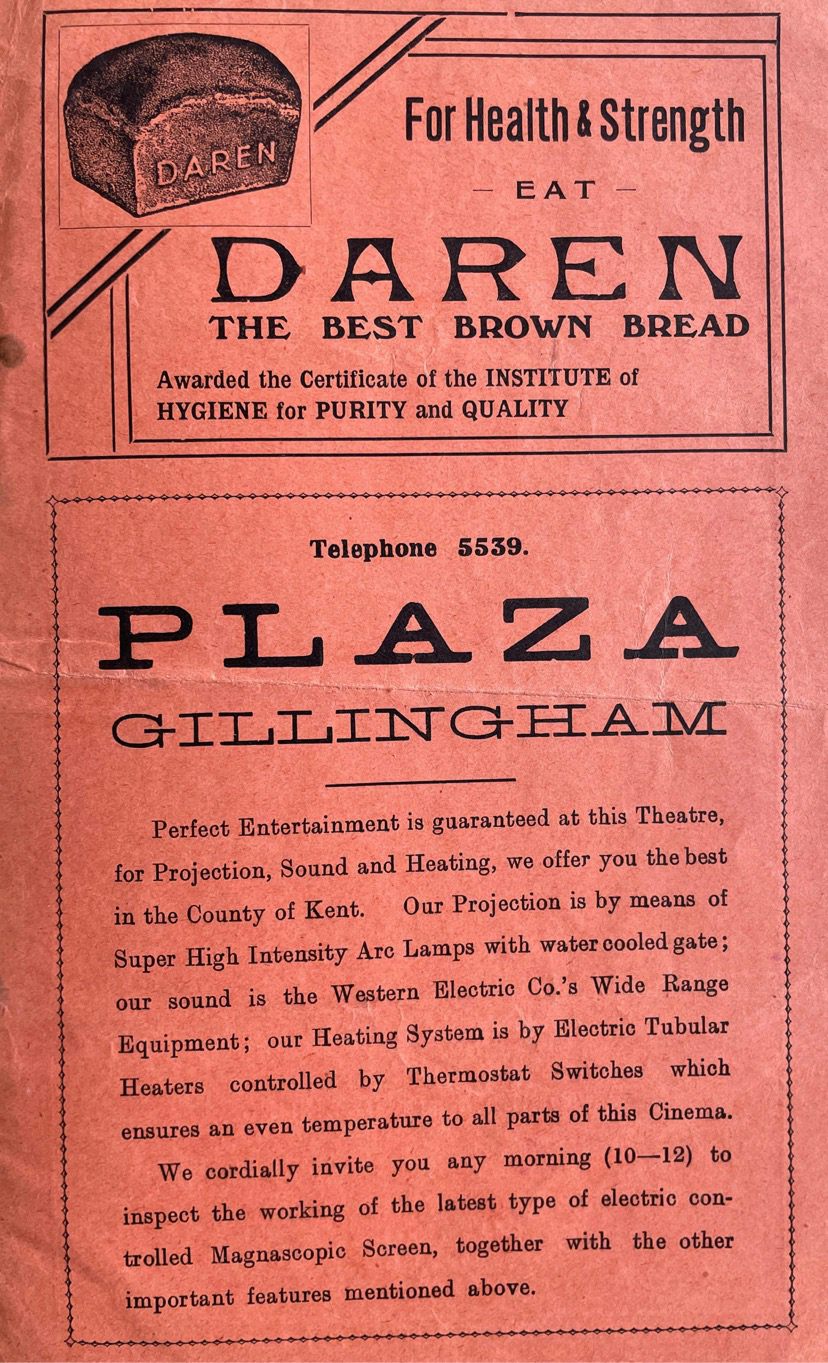 DAREN
For Health & Strength
– EAT –
DAREN
THE BEST BROWN BREAD
Awarded the Certificate of the INSTITUTE of
HYGIENE for PURITY and QUALITY
Telephone 5539.
PLAZA
GILLINGHAM
Perfect Entertainment is guaranteed at this Theatre,
for Projection, Sound and Heating, we offer you the best
in the County of Kent. Our Projection is by means of
Super High Intensity Arc Lamps with water cooled gate;
our sound is the Western Electric Co.'s Wide Range
Equipment; our Heating System is by Electric Tubular
Heaters controlled by Thermostat Switches which
ensures an even temperature to all parts of this Cinema.
We cordially invite you any morning (10—12) to
inspect the working of the latest type of electric con-
trolled Magnascopic Screen, together with the other
important features mentioned above.